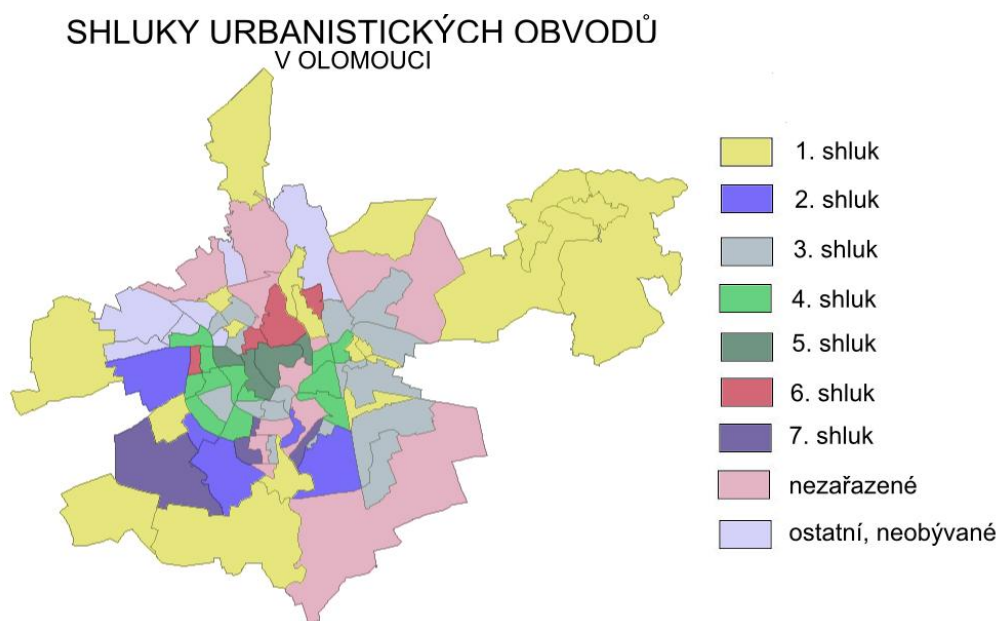 SHLUKY URBANISTICKÝCH OBVODŮ
V OLOMOUCI
1. shluk
2. shluk
3. shluk
4. shluk
5. shluk
6. shluk
7. shluk
nezařazené
ostatní, neobývané